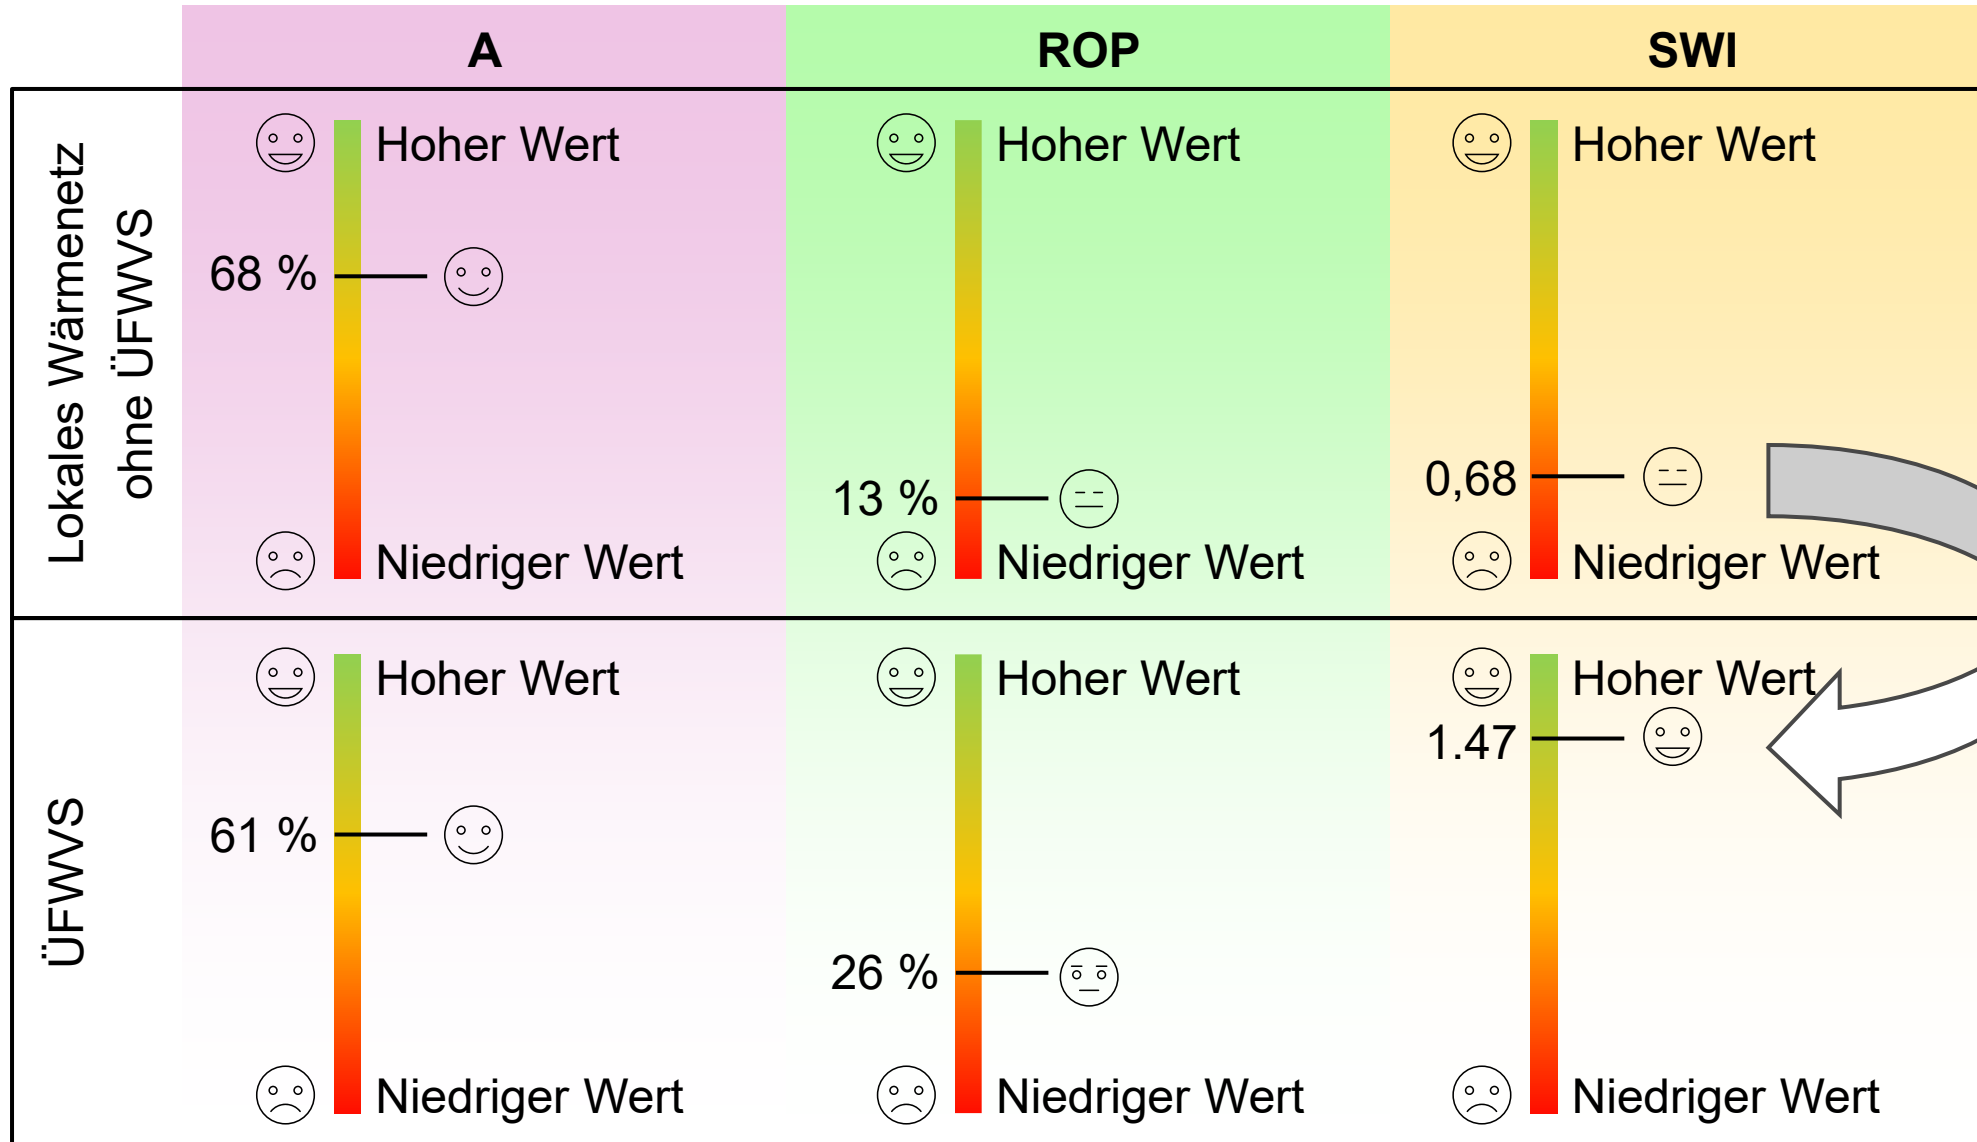 A
ROP
SWI
Lokales Wärmenetz
ohne ÜFWVS
Hoher Wert
68 %
Niedriger Wert
Hoher Wert
13 %
Niedriger Wert
Hoher Wert
0,68
Niedriger Wert
ÜFWVS
Hoher Wert
61 %
Niedriger Wert
Hoher Wert
26 %
Niedriger Wert
Hoher Wert
1.47
Niedriger Wert